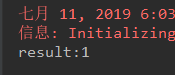 七月 11, 2019 6:03
信息: Initializing
result:1